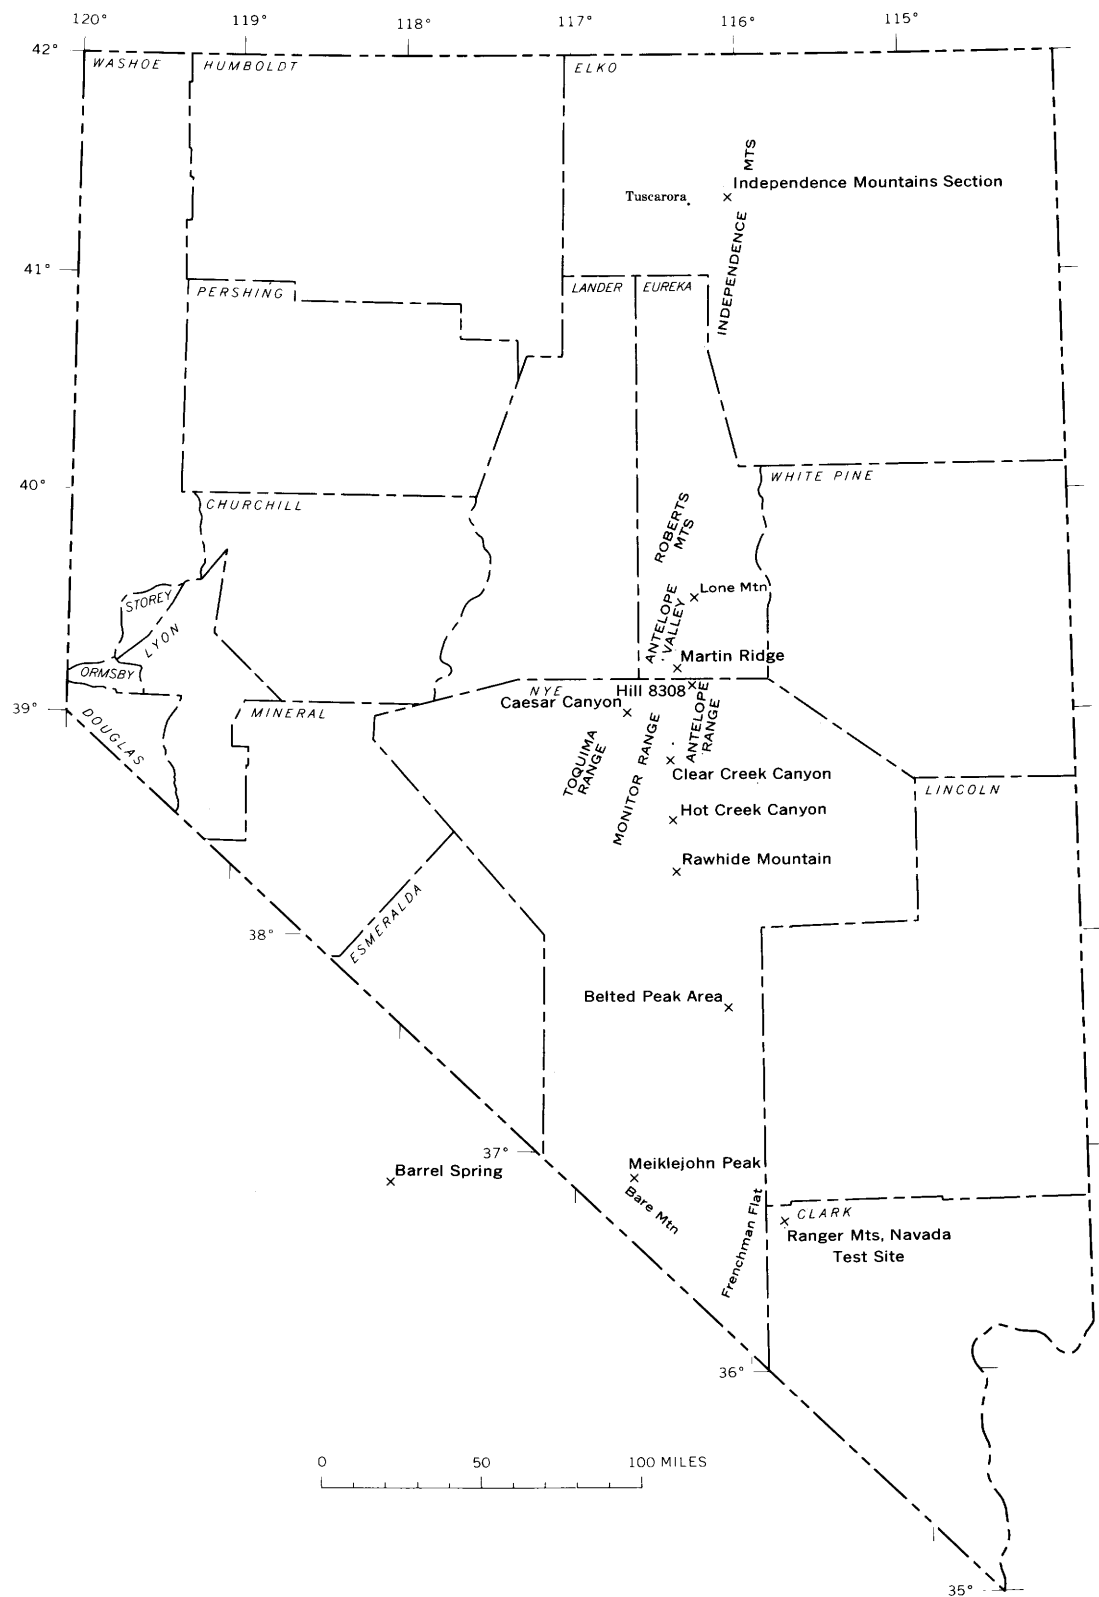 120° 119° 118° 117° 116° 115°
42°
WASHOE
HUMBOLDT
ELKO
MTS
Independence Mountains Section
Tuscarora
INDEPENDENCE
41°
PERSHING
LANDER
EUREKA
40°
WHITE PINE
CHURCHILL
ROBERTS
MTS
Lone Mtn
STOREY
LYON
ANTELOPE
VALLEY
Martin Ridge
ORMSBY
NYE
Hill 8308
Caesar Canyon
39°
DOUGLAS
MINERAL
ANTELOPE
RANGE
TOQUIMA
RANGE
MONITOR RANGE
Clear Creek Canyon
LINCOLN
Hot Creek Canyon
Rawhide Mountain
ESMERALDA
38°
Belted Peak Area
37°
Meiklejohn Peak
Barrel Spring
Bare Mtn
Frenchman Flat
CLARK
Ranger Mts, Navada
Test Site
36°
0 50 100 MILES
35°